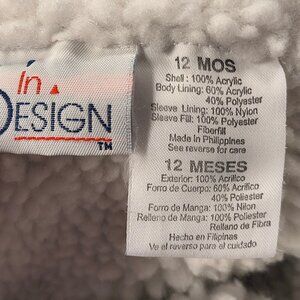 in
DESIGN
TM
12 MOS
Shell: 100% Acrylic
Body Lining: 60% Acrylic
40% Polyester
Sleeve Lining: 100% Nylon
Sleeve Fill: 100% Polyester
Fiberfill
Made In Philippines
See reverse for care
12 MESES
Exterior: 100% Acrilico
Forro de Cuerpo: 60% Acrilico
40% Poliester
Forro de Manga: 100% Nilon
Relleno de Manga: 100% Poliester
Relleno de Fibra
Hecho en Filipinas
Ve el reverso para el cuidado